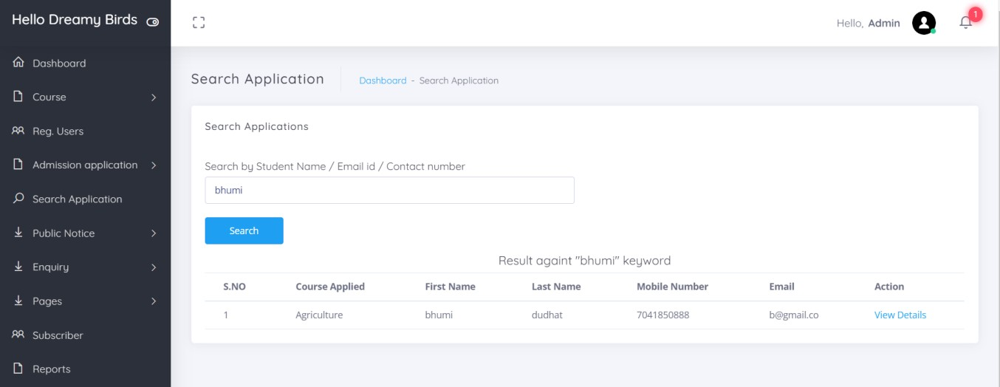 Hello Dreamy Birds
Hello, Admin
1
Dashboard
Course
Reg. Users
Admission application
Search Application
Public Notice
Enquiry
Pages
Subscriber
Reports
Search Application
Dashboard - Search Application
Search Applications
Search by Student Name / Email id / Contact number
bhumi
Search
Result againt "bhumi" keyword
S.NO Course Applied First Name Last Name Mobile Number Email Action
1 Agriculture bhumi dudhat 7041850888 b@gmail.co View Details